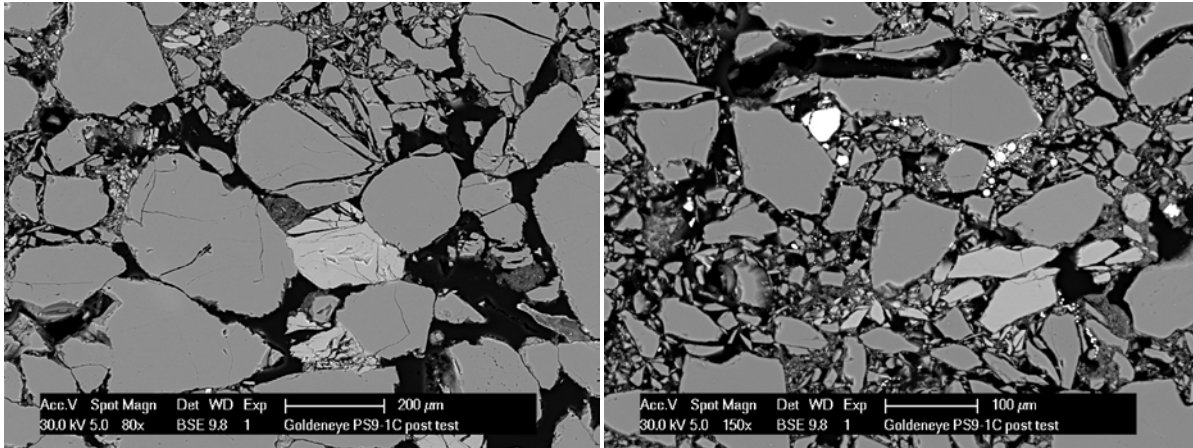 Acc.V Spot Magn Det WD Exp 200 µm
30.0 kV 5.0 80x BSE 9.8 1 Goldeneye PS9-1C post test
Acc.V Spot Magn Det WD Exp 100 µm
30.0 kV 5.0 150x BSE 9.8 1 Goldeneye PS9-1C post test